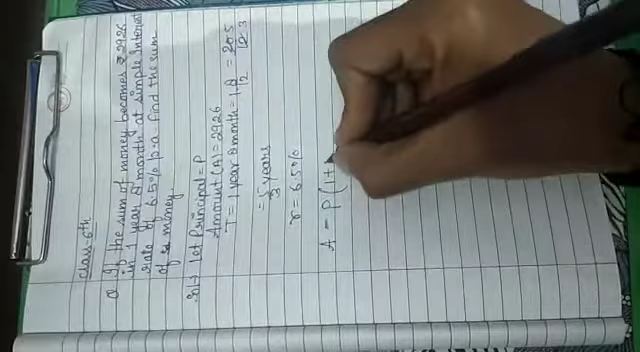 Class-6th
Q. If the sum of money becomes ₹2926
in 1 year 8 month at simple interest
rate of 6.5% p.a. find the sum
of money.
Sol→ let Principal = P
Amount (A) = 2926
T = 1 year 8 month = 1 8/12 = 20 5/12 3
= 5/3 years
r = 6.5%
A = P(1+